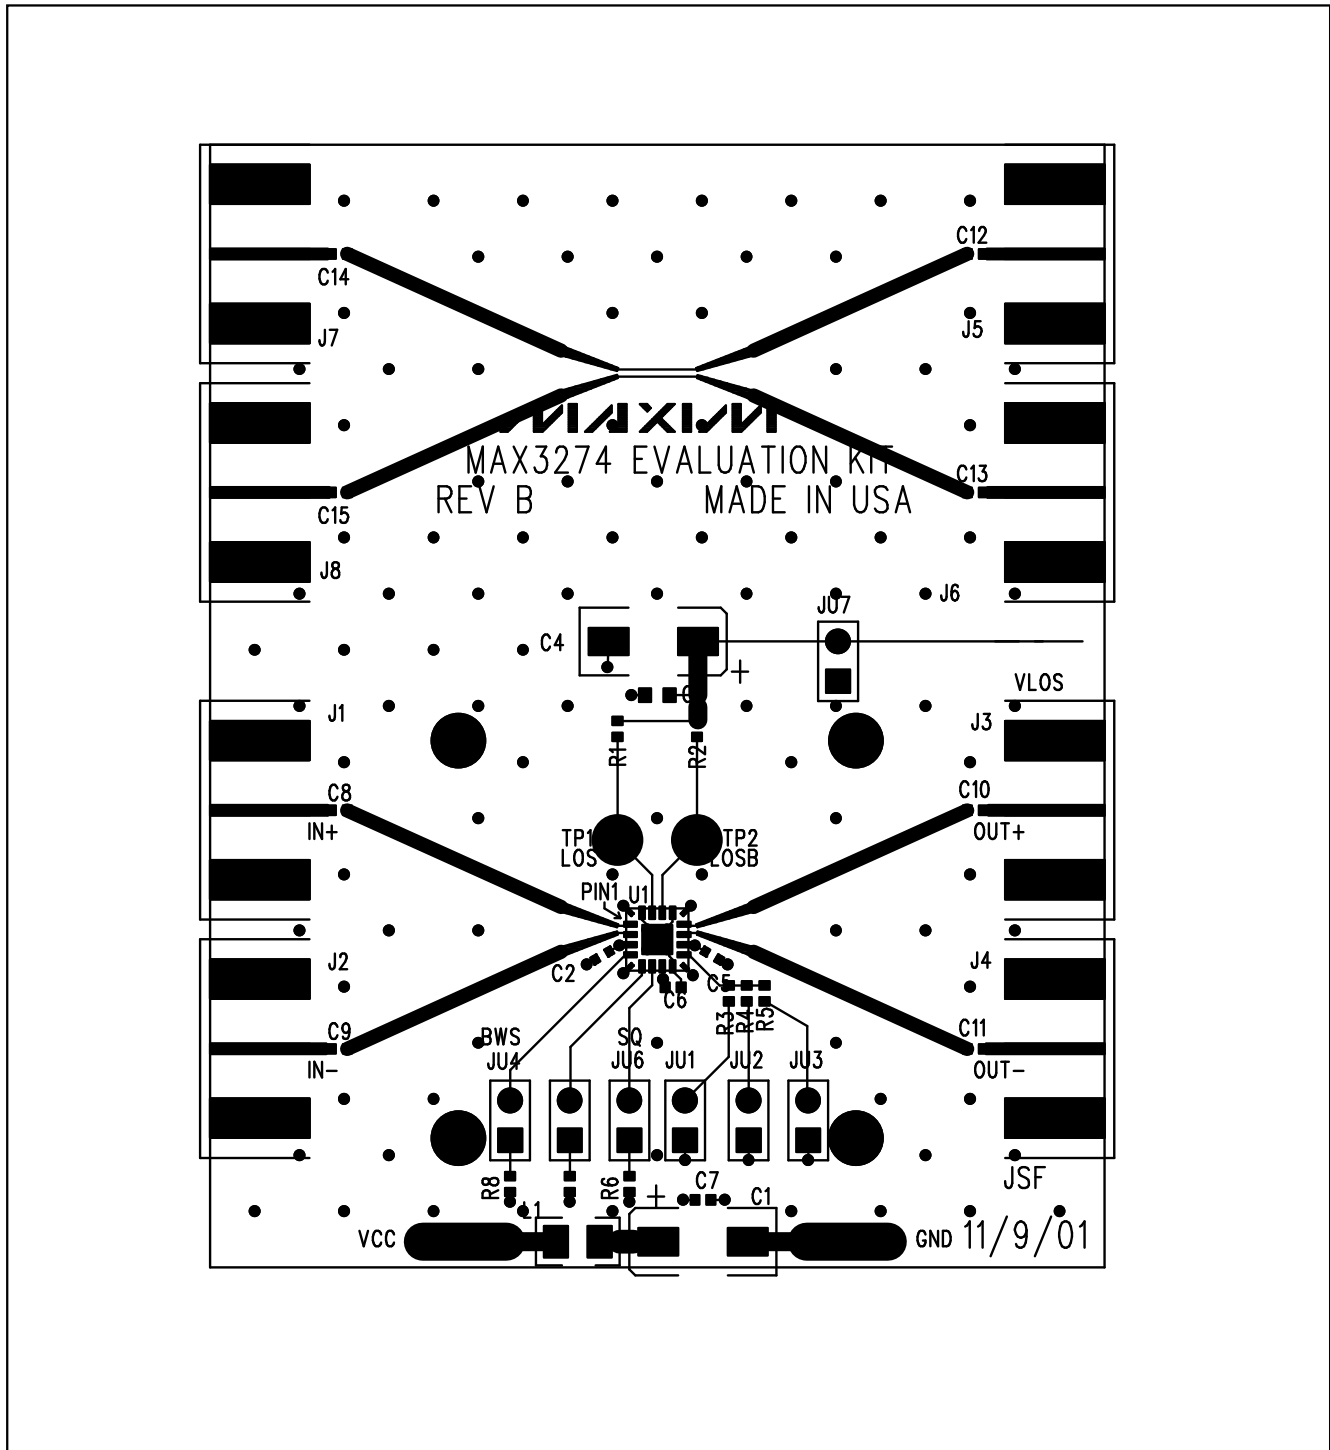 C12
C14
J7
J5
MAXIM
MAX3274 EVALUATION KIT
C13
REV B
MADE IN USA
C15
J8
J6
JU7
C4
+
VLOS
J1
J3
R1
R2
C8
C10
IN+
TP1
TP2
OUT+
LOS
LOSB
PIN1
U1
J2
C2
C5
J4
C6
R3
R4
R5
C9
BWS
SQ
C11
IN-
JU4
JU6
JU1
JU2
JU3
OUT-
R8
R6
C7
JSF
+
C1
L1
VCC
GND
11/9/01